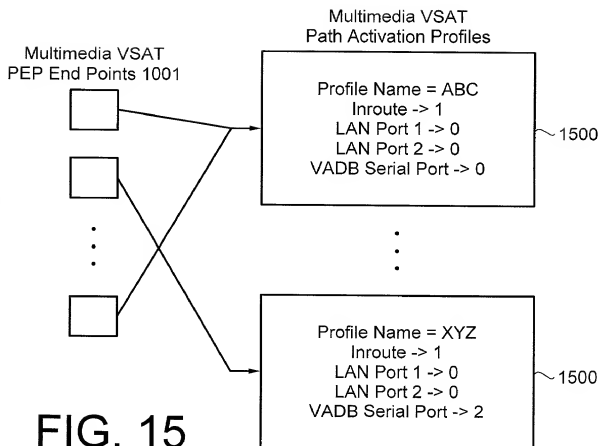 Multimedia VSAT
PEP End Points 1001
Multimedia VSAT
Path Activation Profiles
Profile Name = ABC
Inroute -> 1
LAN Port 1 -> 0
LAN Port 2 -> 0
VADB Serial Port -> 0
1500
Profile Name = XYZ
Inroute -> 1
LAN Port 1 -> 0
LAN Port 2 -> 0
VADB Serial Port -> 2
1500
FIG. 15